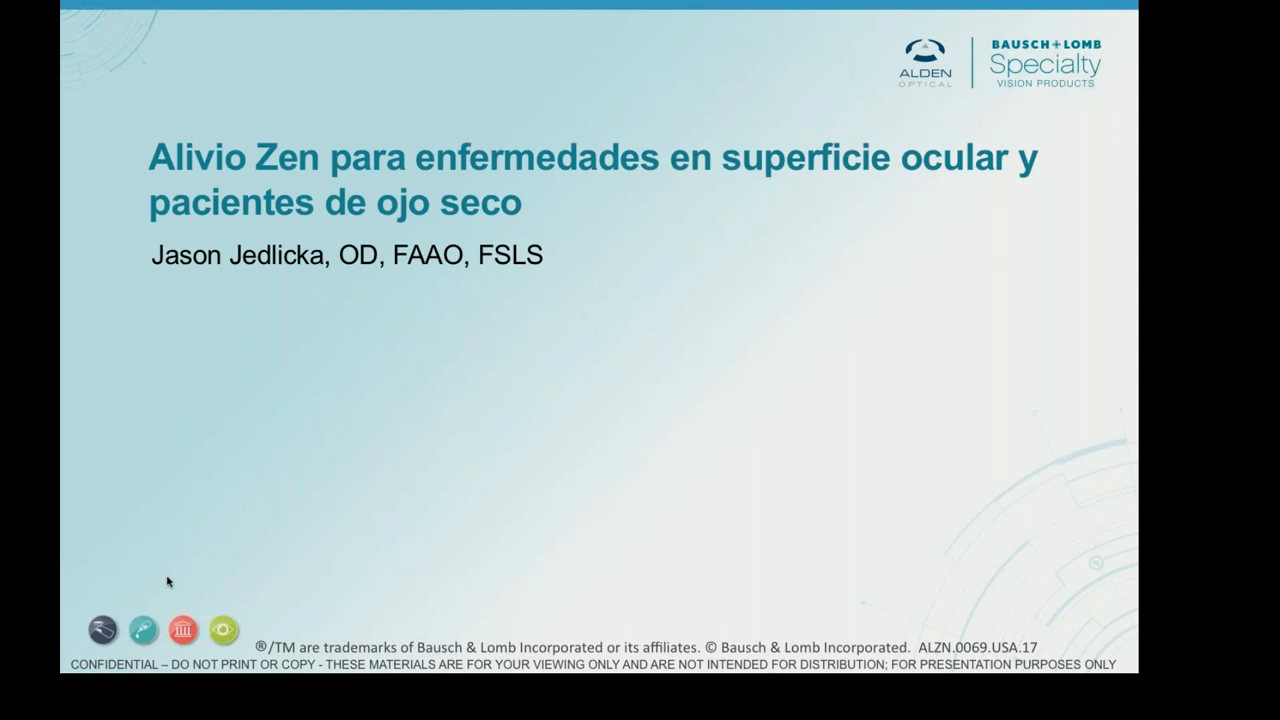 ALDEN
OPTICAL
BAUSCH+LOMB
Specialty
VISION PRODUCTS
Alivio Zen para enfermedades en superficie ocular y
pacientes de ojo seco
Jason Jedlicka, OD, FAAO, FSLS
®/TM are trademarks of Bausch & Lomb Incorporated or its affiliates. © Bausch & Lomb Incorporated. ALZN.0069.USA.17
CONFIDENTIAL – DO NOT PRINT OR COPY - THESE MATERIALS ARE FOR YOUR VIEWING ONLY AND ARE NOT INTENDED FOR DISTRIBUTION; FOR PRESENTATION PURPOSES ONLY